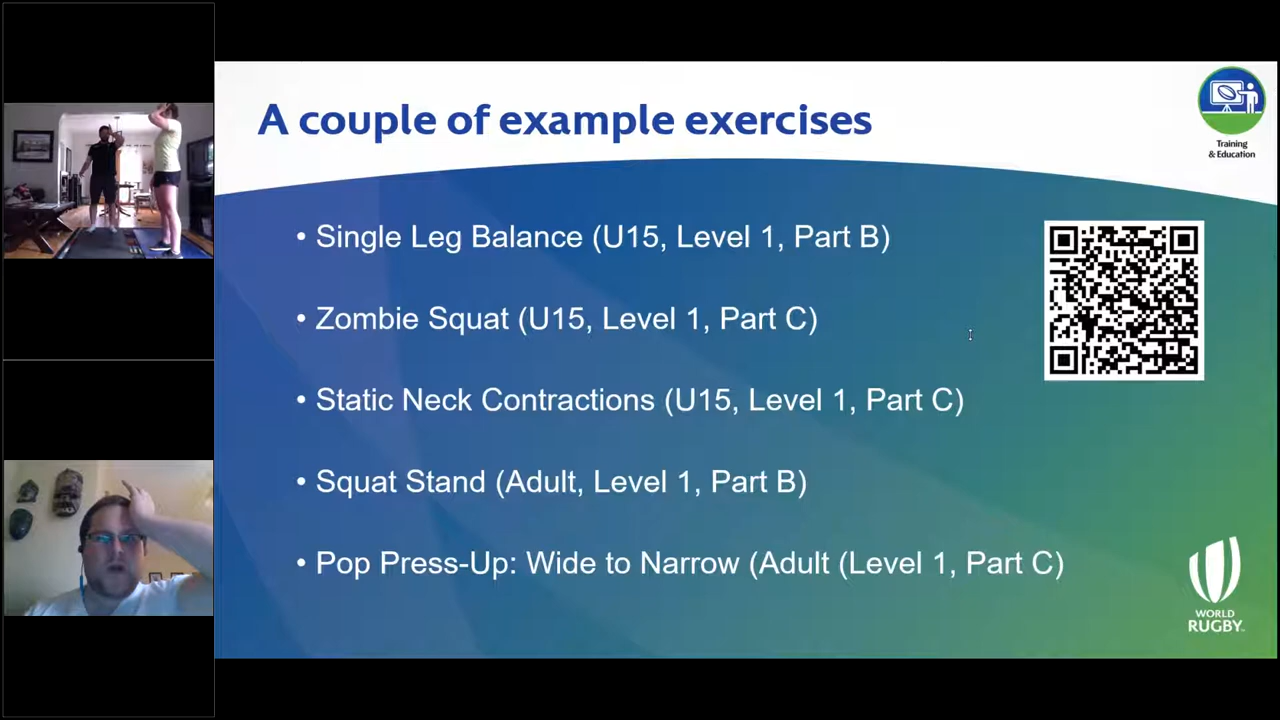 A couple of example exercises
Training
& Education
• Single Leg Balance (U15, Level 1, Part B)
• Zombie Squat (U15, Level 1, Part C)
• Static Neck Contractions (U15, Level 1, Part C)
• Squat Stand (Adult, Level 1, Part B)
• Pop Press-Up: Wide to Narrow (Adult (Level 1, Part C)
WORLD
RUGBY